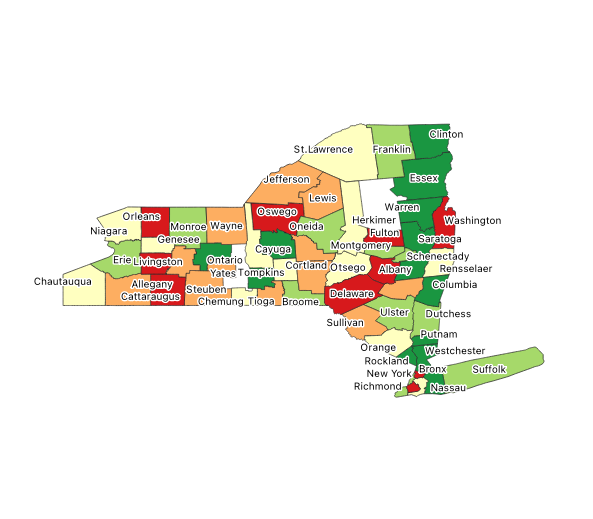 Clinton
St.Lawrence
Franklin
Essex
Jefferson
Lewis
Warren
Oswego
Herkimer
Washington
Orleans
Oneida
Fulton
Niagara
Monroe
Wayne
Genesee
Montgomery
Saratoga
Cayuga
Schenectady
Erie
Livingston
Ontario
Cortland
Otsego
Albany
Rensselaer
Yates
Tompkins
Chautauqua
Allegany
Steuben
Columbia
Cattaraugus
Chemung
Tioga
Broome
Delaware
Ulster
Dutchess
Sullivan
Putnam
Orange
Westchester
Rockland
New York
Bronx
Suffolk
Richmond
Nassau